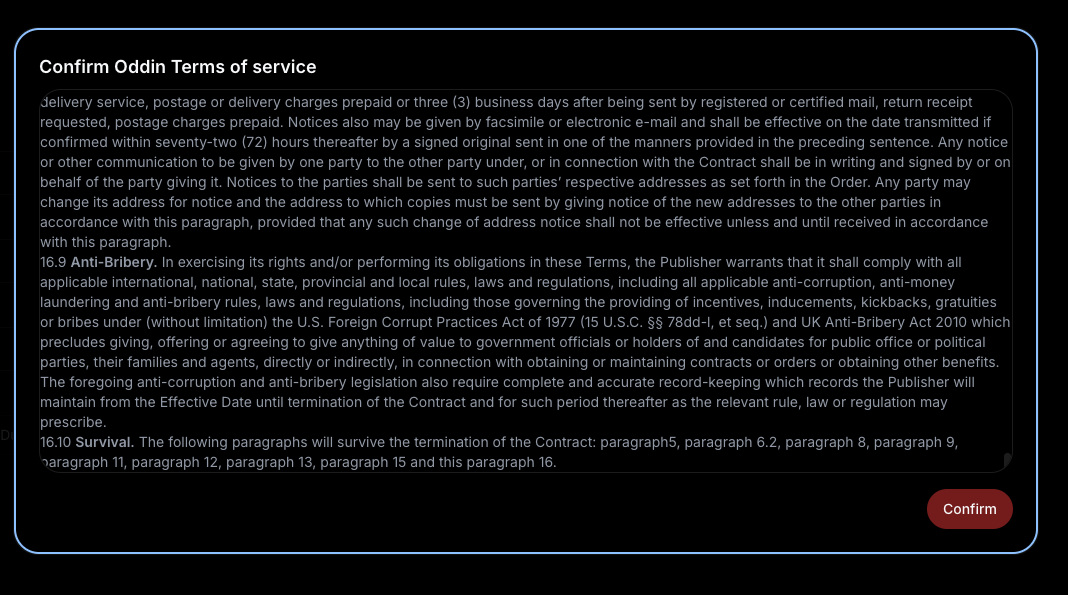 Confirm Oddin Terms of service
delivery service, postage or delivery charges prepaid or three (3) business days after being sent by registered or certified mail, return receipt
requested, postage charges prepaid. Notices also may be given by facsimile or electronic e-mail and shall be effective on the date transmitted if
confirmed within seventy-two (72) hours thereafter by a signed original sent in one of the manners provided in the preceding sentence. Any notice
or other communication to be given by one party to the other party under, or in connection with the Contract shall be in writing and signed by or on
behalf of the party giving it. Notices to the parties shall be sent to such parties’ respective addresses as set forth in the Order. Any party may
change its address for notice and the address to which copies must be sent by giving notice of the new addresses to the other parties in
accordance with this paragraph, provided that any such change of address notice shall not be effective unless and until received in accordance
with this paragraph.
16.9 Anti-Bribery. In exercising its rights and/or performing its obligations in these Terms, the Publisher warrants that it shall comply with all
applicable international, national, state, provincial and local rules, laws and regulations, including all applicable anti-corruption, anti-money
laundering and anti-bribery rules, laws and regulations, including those governing the providing of incentives, inducements, kickbacks, gratuities
or bribes under (without limitation) the U.S. Foreign Corrupt Practices Act of 1977 (15 U.S.C. §§ 78dd-l, et seq.) and UK Anti-Bribery Act 2010 which
precludes giving, offering or agreeing to give anything of value to government officials or holders of and candidates for public office or political
parties, their families and agents, directly or indirectly, in connection with obtaining or maintaining contracts or orders or obtaining other benefits.
The foregoing anti-corruption and anti-bribery legislation also require complete and accurate record-keeping which records the Publisher will
maintain from the Effective Date until termination of the Contract and for such period thereafter as the relevant rule, law or regulation may
prescribe.
16.10 Survival. The following paragraphs will survive the termination of the Contract: paragraph5, paragraph 6.2, paragraph 8, paragraph 9,
paragraph 11, paragraph 12, paragraph 13, paragraph 15 and this paragraph 16.
Confirm